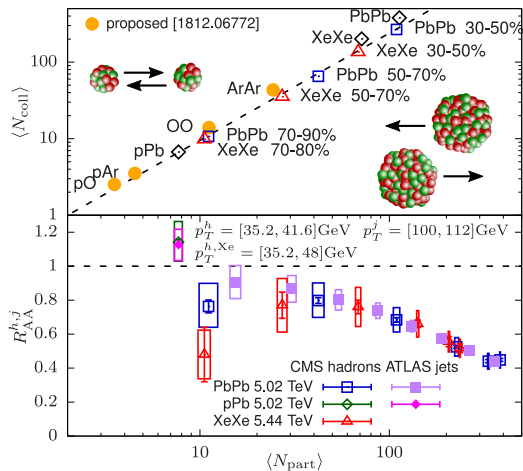 proposed [1812.06772]
PbPb
PbPb 30-50%
XeXe
XeXe 30-50%
PbPb 50-70%
ArAr
XeXe 50-70%
OO
PbPb 70-90%
XeXe 70-80%
pPb
pAr
pO
100
10
1
⟨N_coll⟩
p_T^h = [35.2, 41.6]GeV p_T^j = [100, 112]GeV
p_T^{h,Xe} = [35.2, 48]GeV
1.2
1
0.8
0.6
0.4
0.2
0
R_AA^{h,j}
CMS hadrons ATLAS jets
PbPb 5.02 TeV
pPb 5.02 TeV
XeXe 5.44 TeV
10 100
⟨N_part⟩